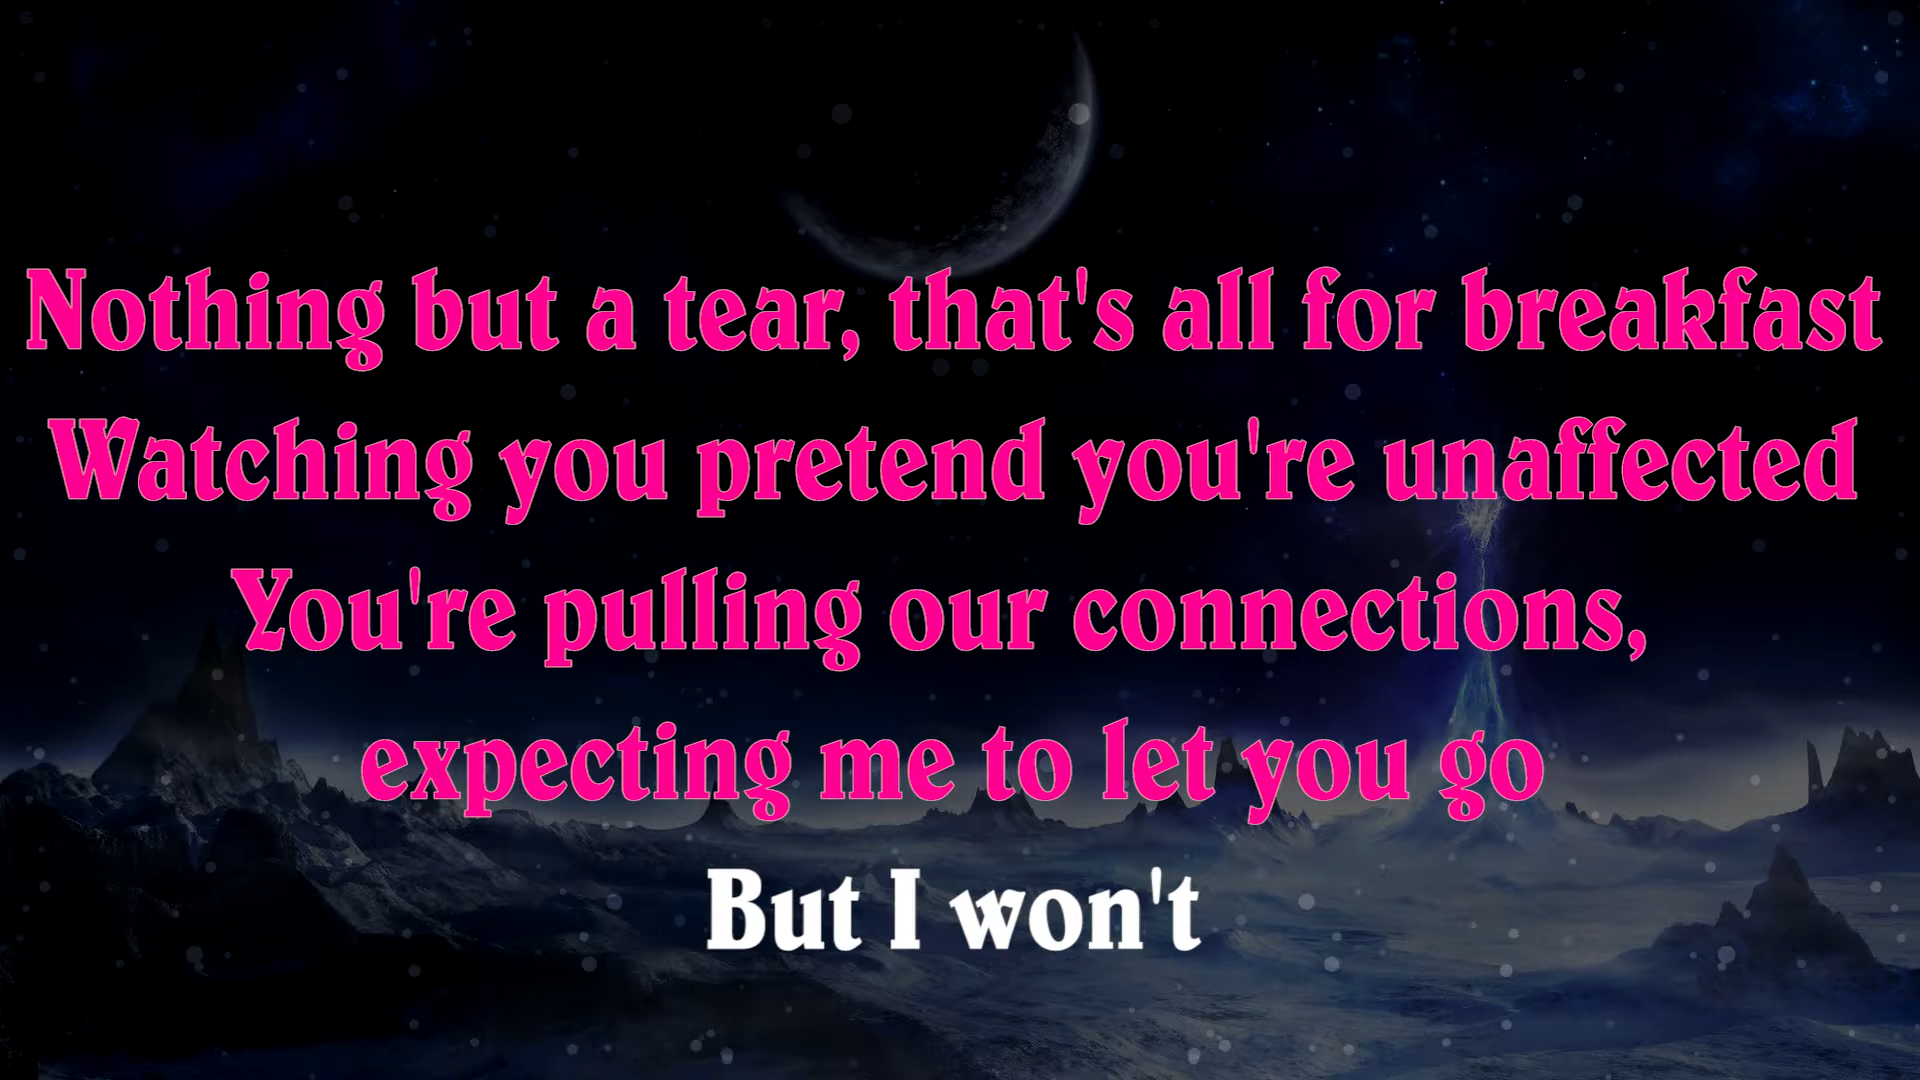 Nothing but a tear, that's all for breakfast
Watching you pretend you're unaffected
You're pulling our connections,
expecting me to let you go
But I won't